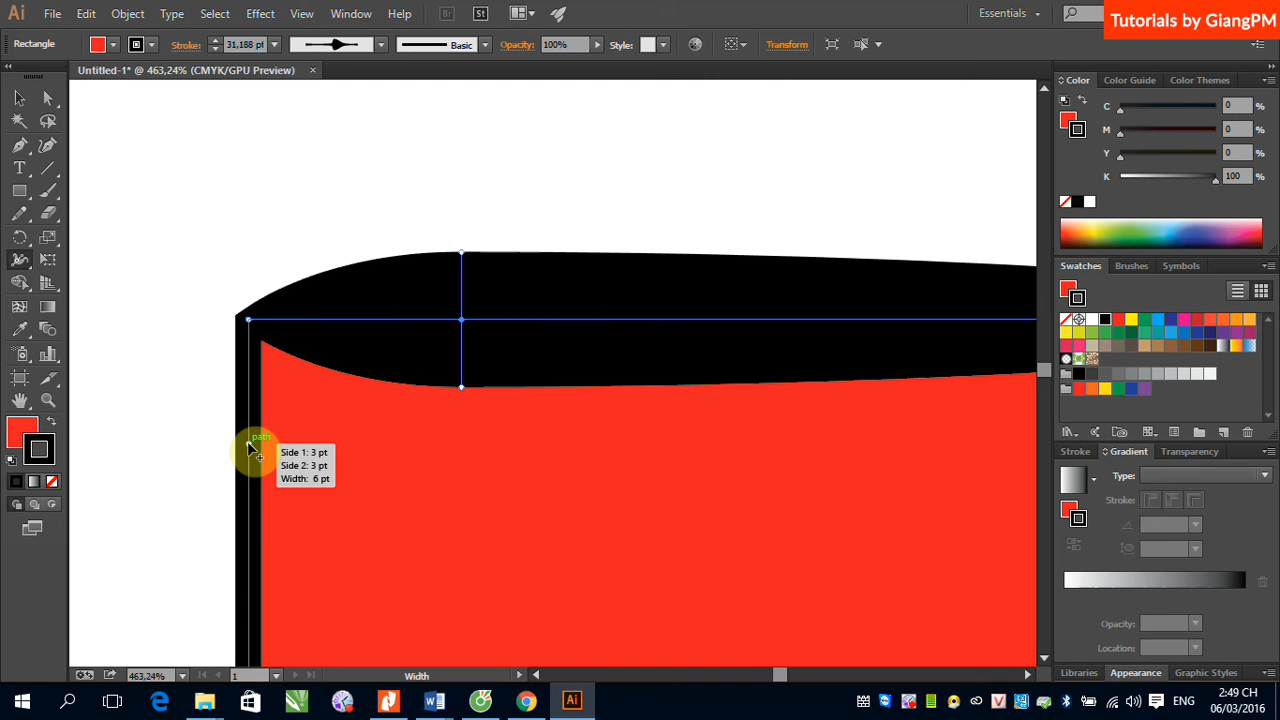 Ai File Edit Object Type Select Effect View Window Help Br St Essentials
Tutorials by GiangPM
Rectangle Stroke: 31,188 pt Basic Opacity: 100% Style: Transform
Untitled-1* @ 463,24% (CMYK/GPU Preview)
Color Color Guide Color Themes
C 0 %
M 0 %
Y 0 %
K 100 %
Swatches Brushes Symbols
path
Side 1: 3 pt
Side 2: 3 pt
Width: 6 pt
Stroke Gradient Transparency
Type:
Stroke:
Opacity:
Location:
Libraries Appearance Graphic Styles
463,24% 1 Width
Ai ENG 2:49 CH
06/03/2016